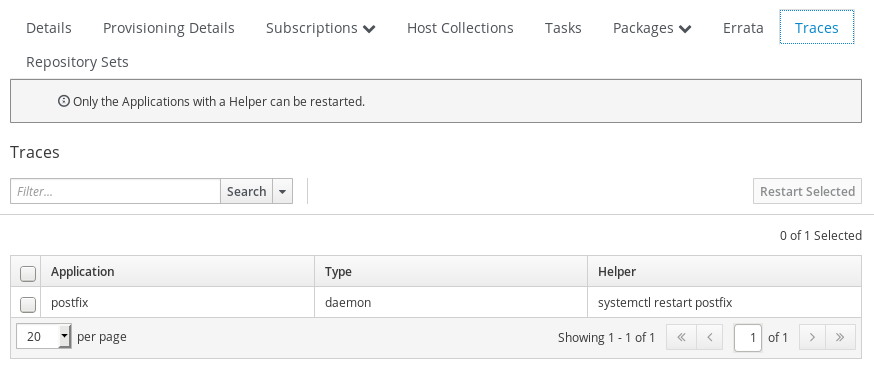 Details Provisioning Details Subscriptions Host Collections Tasks Packages Errata Traces
Repository Sets
Only the Applications with a Helper can be restarted.
Traces
Filter... Search Restart Selected
0 of 1 Selected
Application Type Helper
postfix daemon systemctl restart postfix
20 per page Showing 1 - 1 of 1 « ‹ 1 of 1 › »